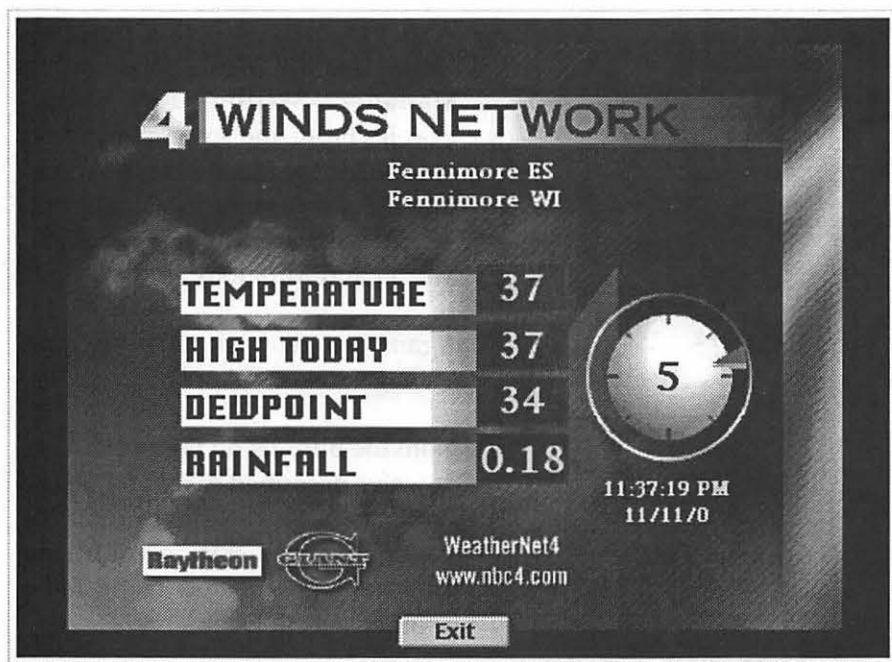 4 WINDS NETWORK
Fennimore ES
Fennimore WI
TEMPERATURE 37
HIGH TODAY 37
DEWPOINT 34
RAINFALL 0.18
5
11:37:19 PM
11/11/0
Raytheon
GIANT
G
WeatherNet4
www.nbc4.com
Exit